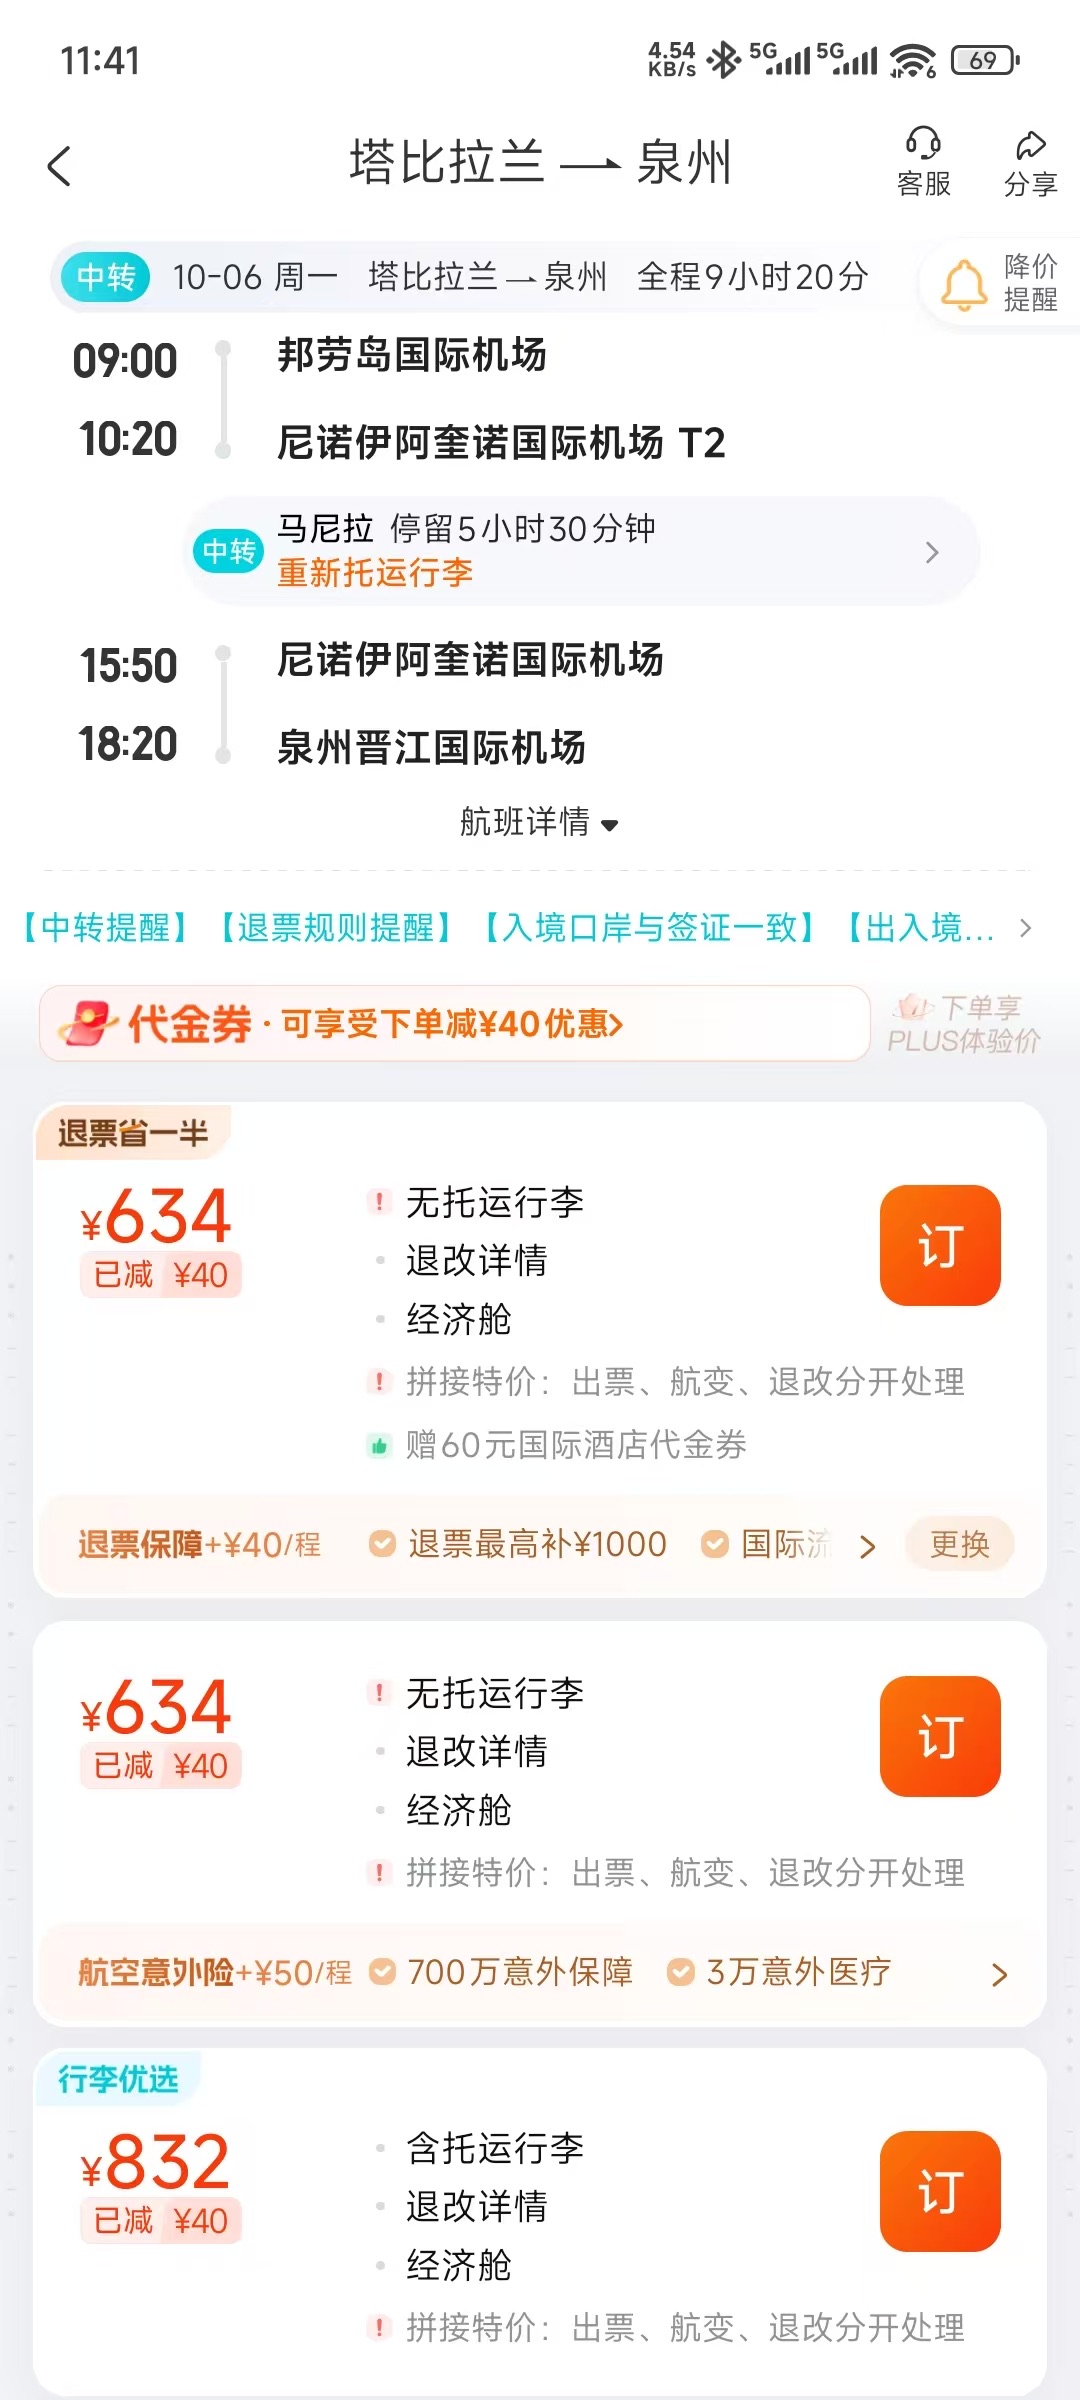 11:41
4.54 KB/s 5G 5G 6 69
塔比拉兰 → 泉州
客服 分享
中转 10-06 周一 塔比拉兰→泉州 全程9小时20分
降价提醒
09:00 邦劳岛国际机场
10:20 尼诺伊阿奎诺国际机场 T2
中转 马尼拉 停留5小时30分钟
重新托运行李
15:50 尼诺伊阿奎诺国际机场
18:20 泉州晋江国际机场
航班详情
【中转提醒】【退票规则提醒】【入境口岸与签证一致】【出入境...
代金券·可享受下单减¥40优惠
下单享
PLUS体验价
退票省一半
¥634
已减 ¥40
无托运行李
退改详情
经济舱
拼接特价：出票、航变、退改分开处理
赠60元国际酒店代金券
订
退票保障+¥40/程 退票最高补¥1000 国际流 更换
¥634
已减 ¥40
无托运行李
退改详情
经济舱
拼接特价：出票、航变、退改分开处理
订
航空意外险+¥50/程 700万意外保障 3万意外医疗
行李优选
¥832
已减 ¥40
含托运行李
退改详情
经济舱
拼接特价：出票、航变、退改分开处理
订